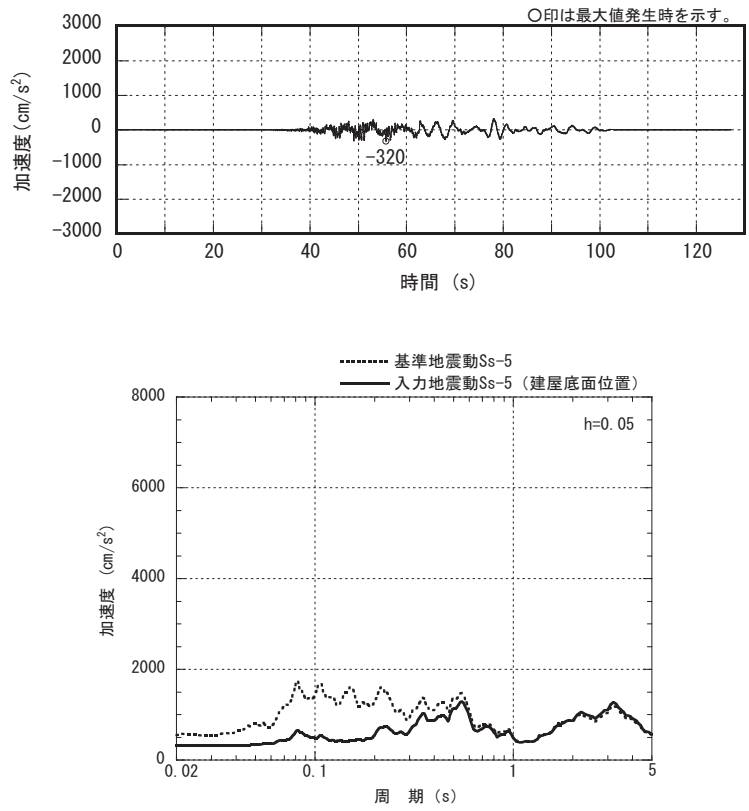 ○印は最大値発生時を示す。
3000
2000
1000
0
-1000
-2000
-3000
加速度(cm/s²)
-320
0 20 40 60 80 100 120
時間 (s)
基準地震動Ss-5
入力地震動Ss-5 (建屋底面位置)
8000
6000
4000
2000
0
加速度 (cm/s²)
h=0.05
0.02 0.1 1 5
周 期 (s)